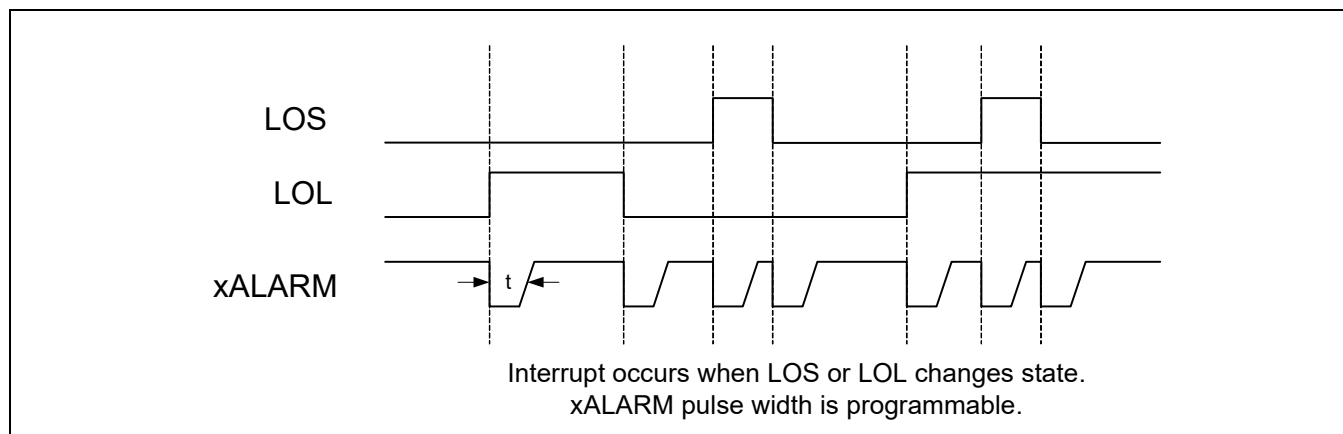 LOS
LOL
xALARM
t
Interrupt occurs when LOS or LOL changes state.
xALARM pulse width is programmable.